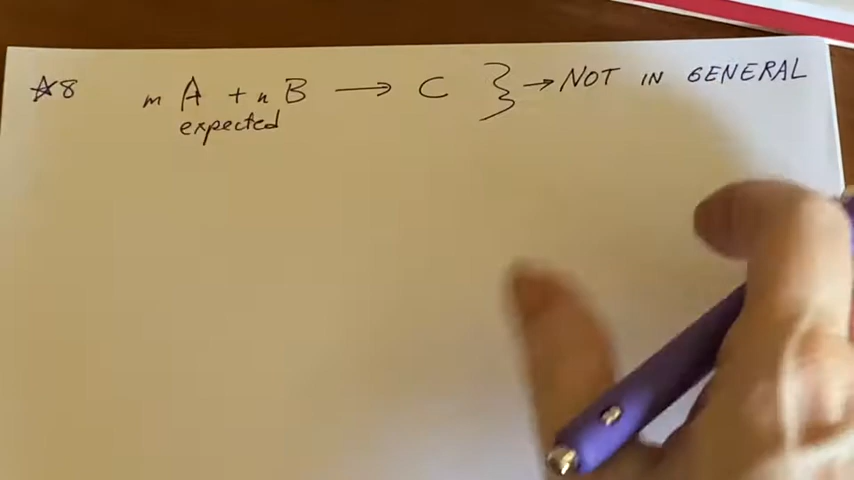 ☆8 m A + n B → C } → NOT IN GENERAL
expected